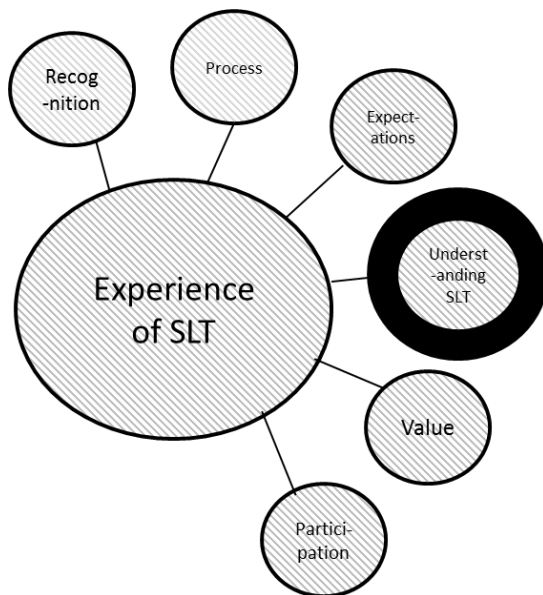 Recog
-nition
Process
Expect-
ations
Underst
-anding
SLT
Experience
of SLT
Value
Partici-
pation